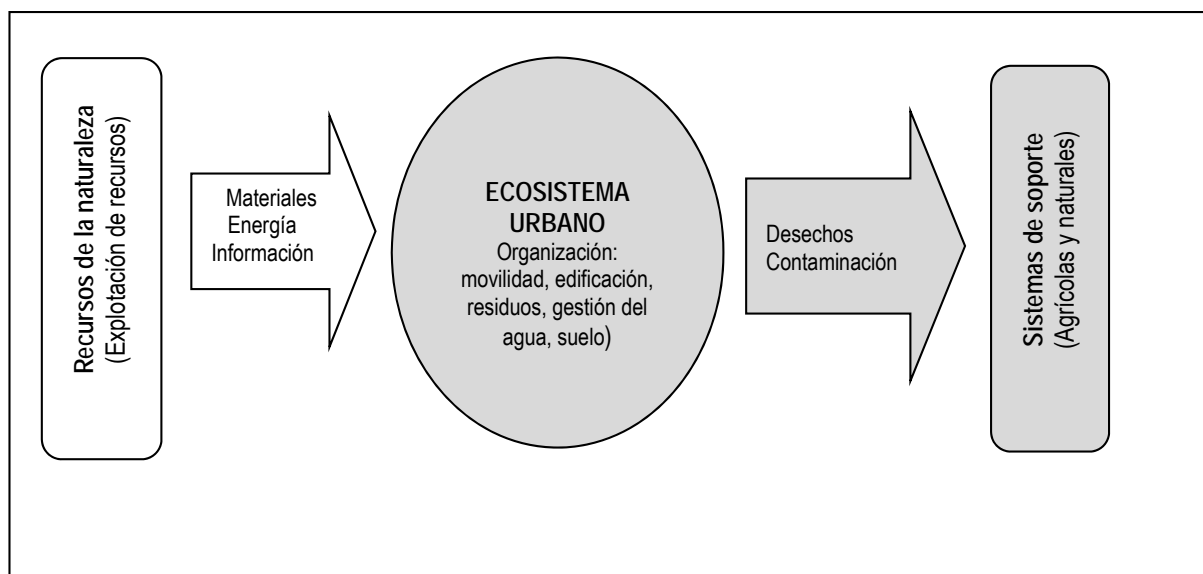 Recursos de la naturaleza
(Explotación de recursos)
Materiales
Energía
Información
ECOSISTEMA
URBANO
Organización:
movilidad, edificación,
residuos, gestión del
agua, suelo)
Desechos
Contaminación
Sistemas de soporte
(Agrícolas y naturales)